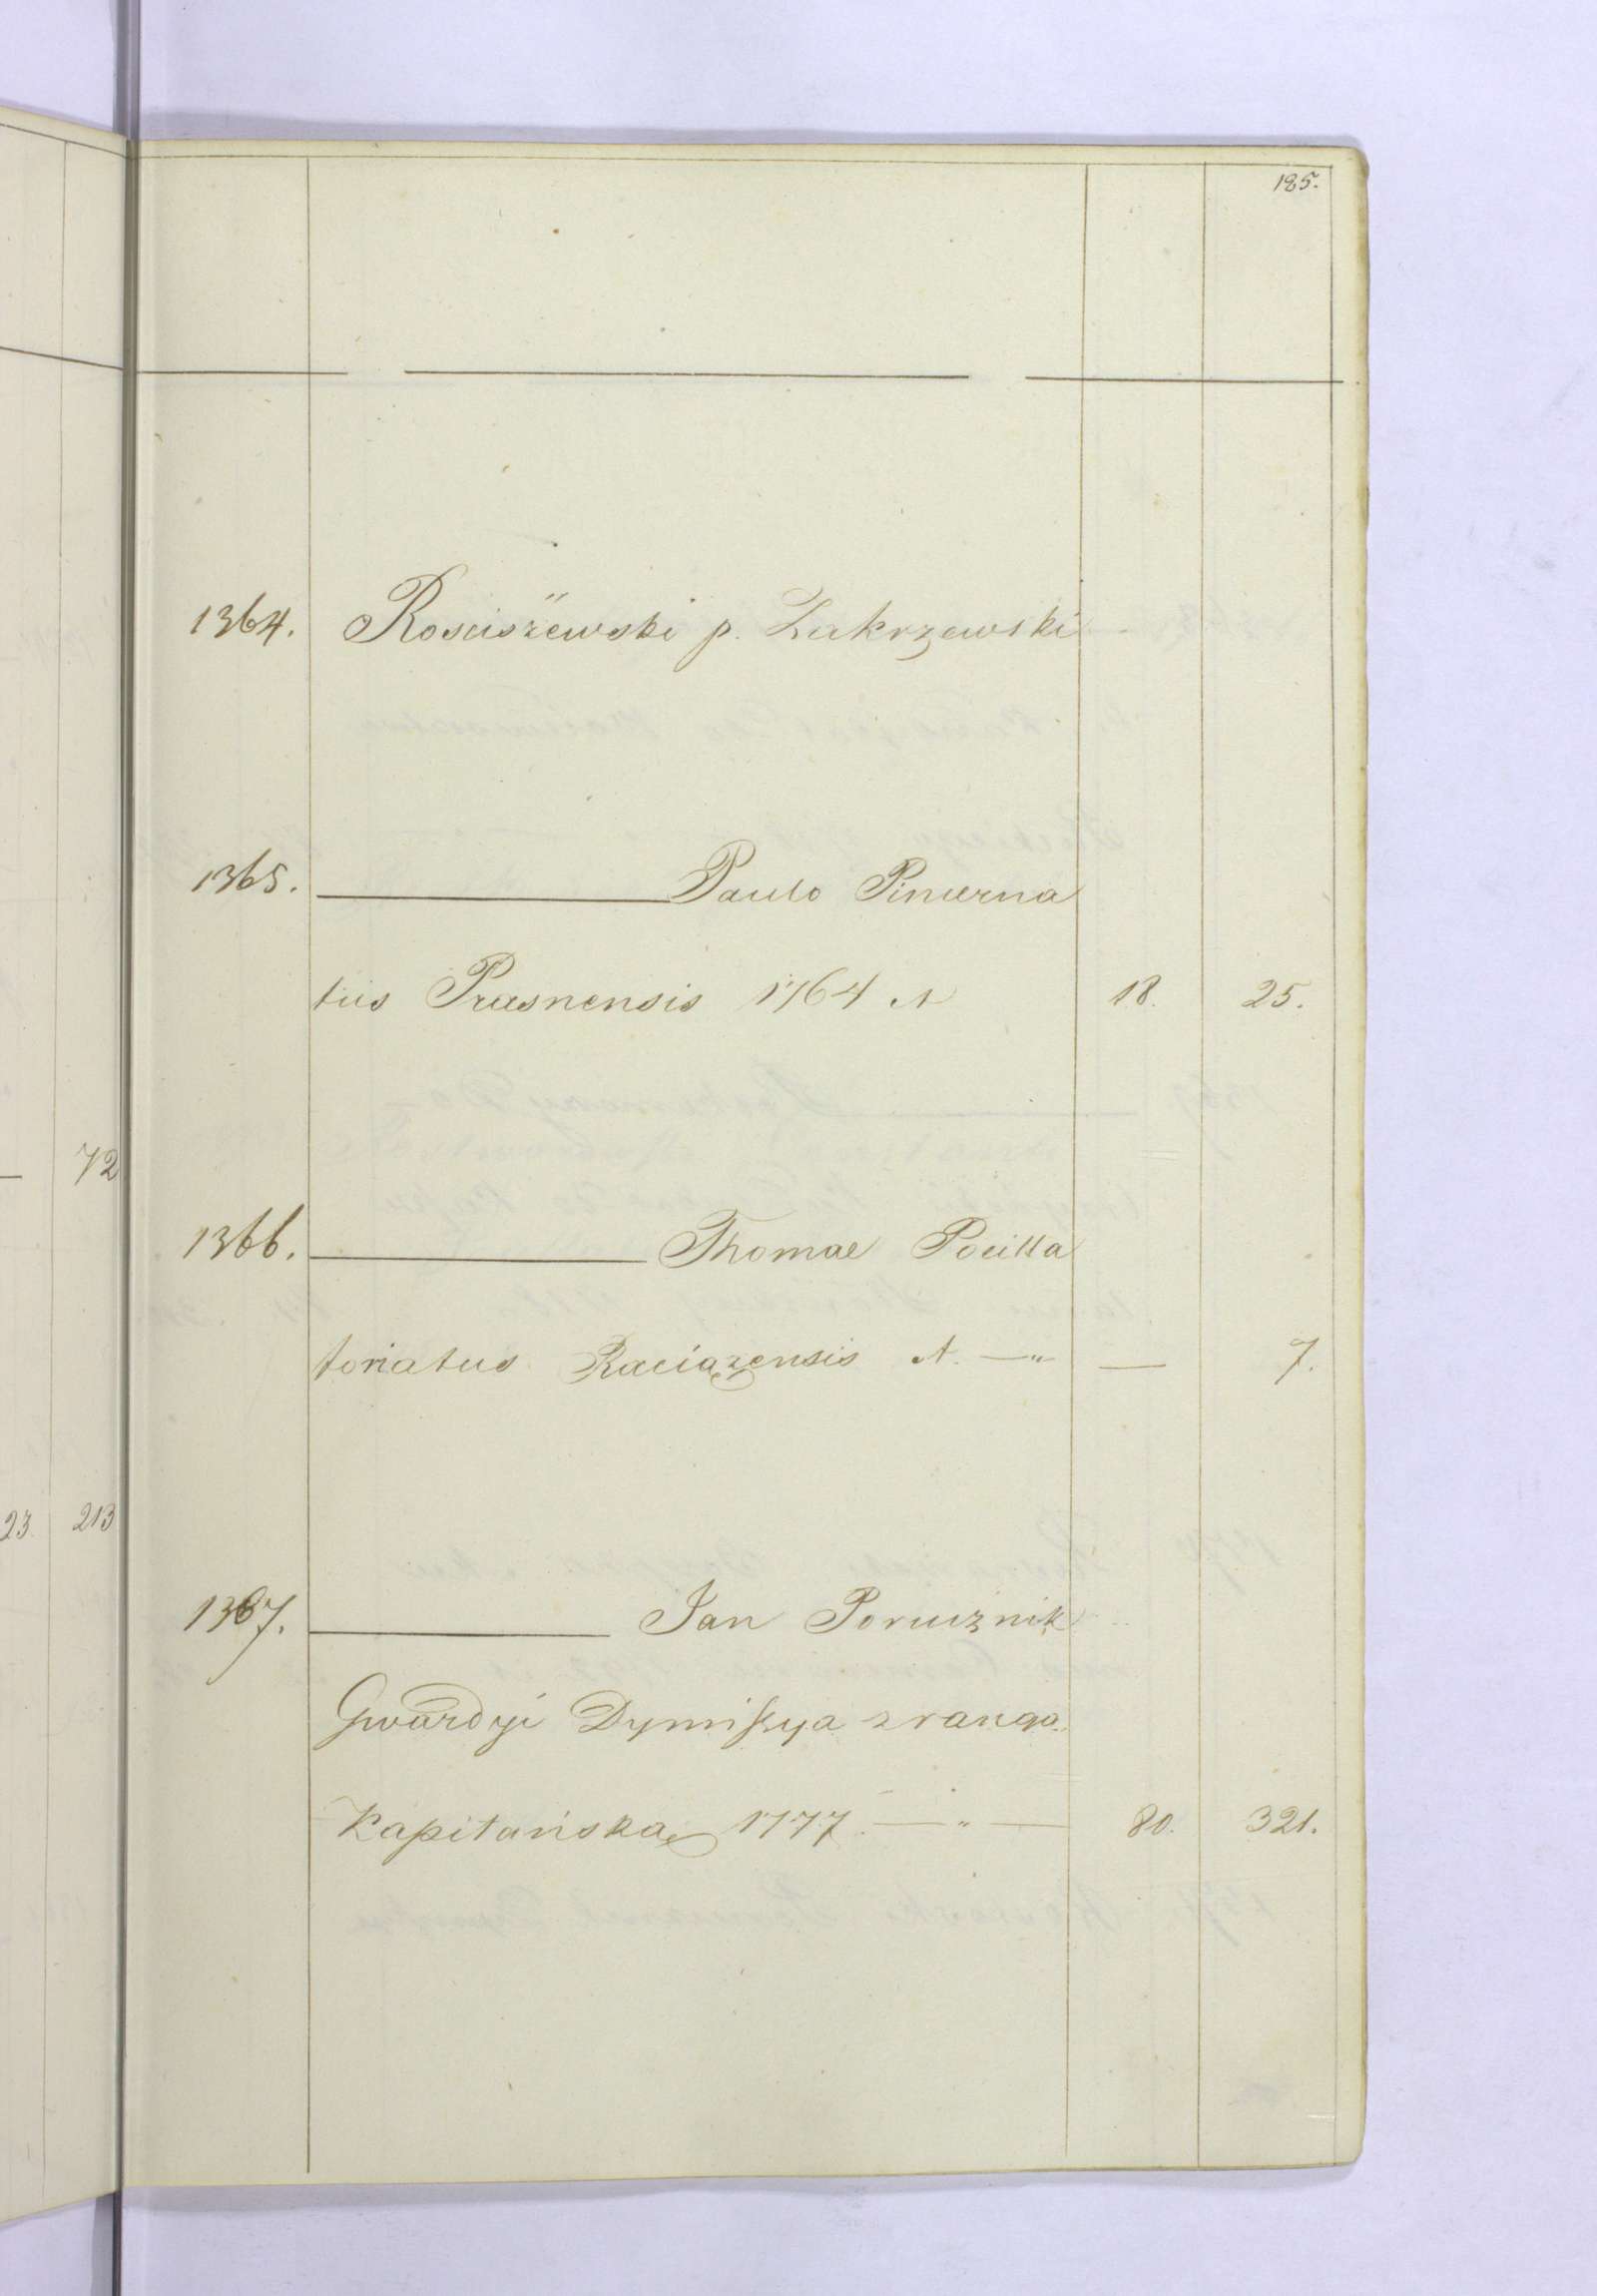 185.
1364. Rosciszewski p. Zakrzewski
1365. Paulo Pincerna
tus Prasnensis 1764 N 18. 25.
72
1366. Thomae Pocilla
toriatus Raciązensis N. —"— 7.
23. 213
1367. Jan Porucznik
Gwardyi Dymissya z rangą
Kapitańską 1777. —"— 80. 321.